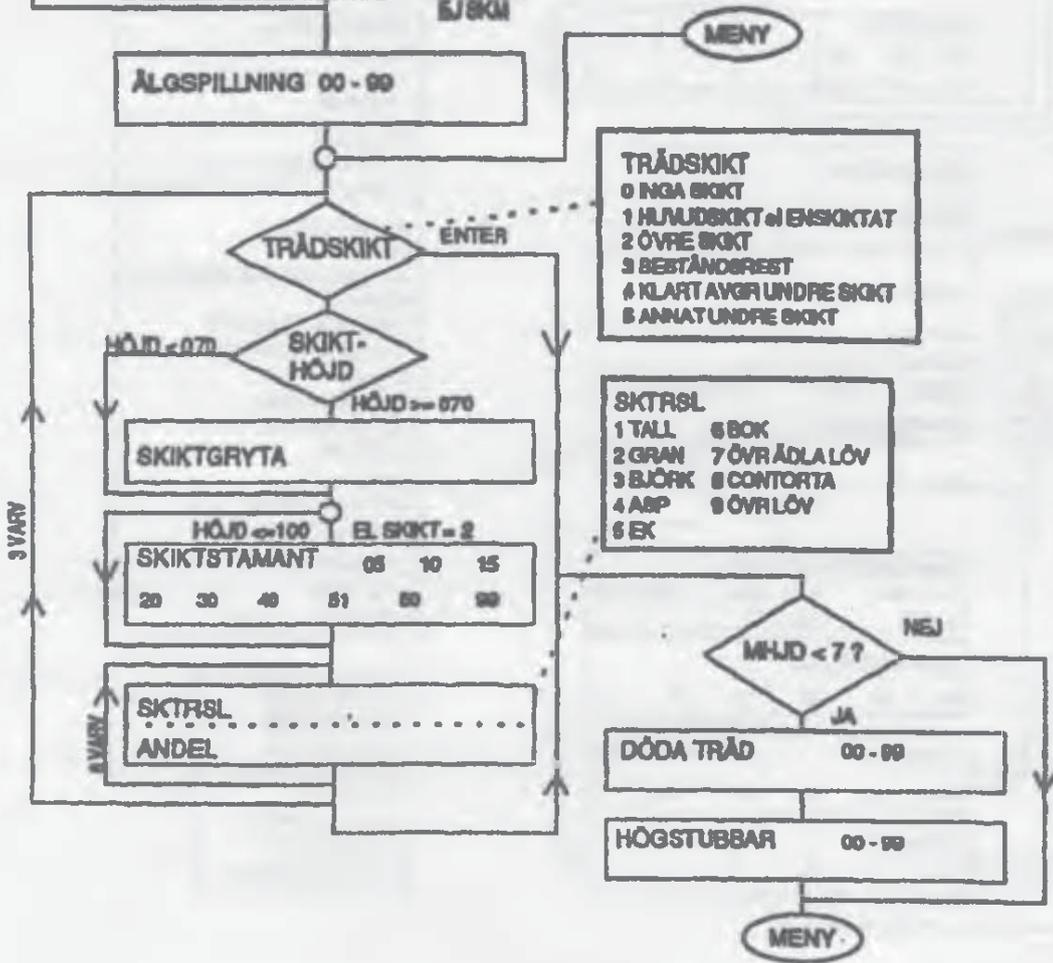 EJ SKM
MENY
ÄLGSPILLNING 00 - 99
TRÄDSKIKT
0 INGA SKIKT
1 HUVUDSKIKT el ENSKIKTAT
2 ÖVRE SKIKT
3 BESTÅNDSREST
4 KLART AVGR UNDRE SKIKT
5 ANNAT UNDRE SKIKT
TRÄDSKIKT
ENTER
HÖJD < 070
SKIKT-
HÖJD
HÖJD >= 070
SKTRSL
1 TALL 6 BOK
2 GRAN 7 ÖVR ÄDLA LÖV
3 BJÖRK 8 CONTORTA
4 ASP 9 ÖVR LÖV
5 EK
SKIKTGRYTA
3 VARV
HÖJD <=100 EL SKIKT = 2
SKIKTSTAMANT 05 10 15
20 30 40 51 99
MHJD < 7 ?
NEJ
JA
VARV
SKTRSL
ANDEL
DÖDA TRÄD 00 - 99
HÖGSTUBBAR 00 - 99
MENY